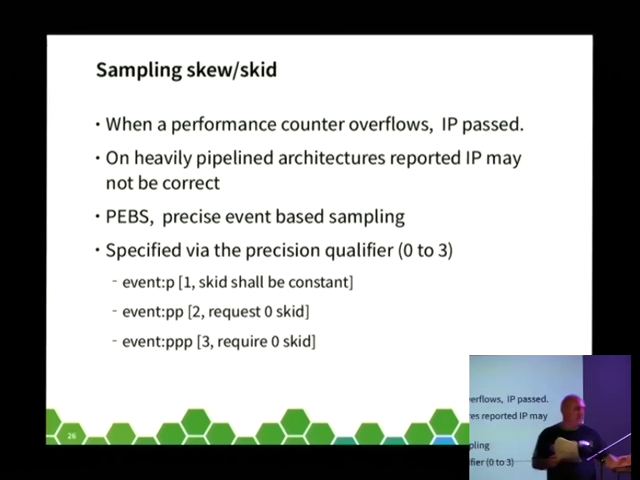 Sampling skew/skid
• When a performance counter overflows, IP passed.
• On heavily pipelined architectures reported IP may
not be correct
• PEBS, precise event based sampling
• Specified via the precision qualifier (0 to 3)
- event:p [1, skid shall be constant]
- event:pp [2, request 0 skid]
- event:ppp [3, require 0 skid]
26
verflows, IP passed.
es reported IP may
pling
fier (0 to 3)